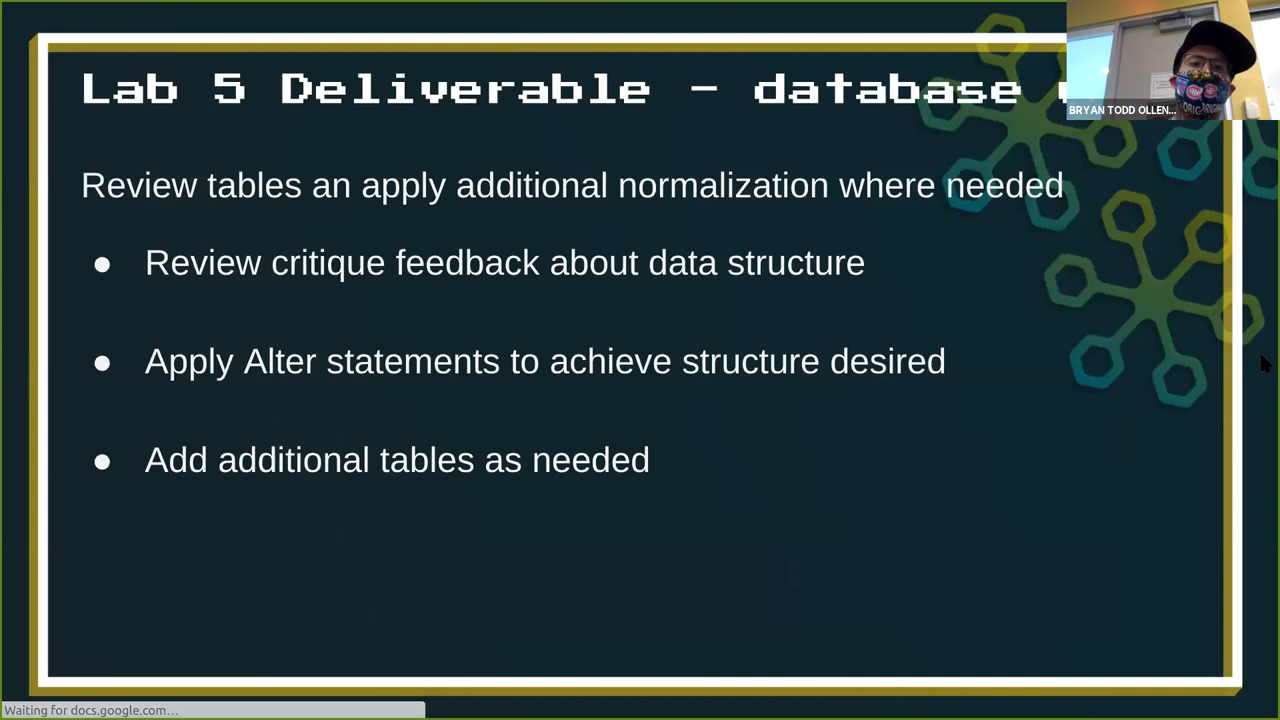 Lab 5 Deliverable - database
BRYAN TODD OLLEN...
Review tables an apply additional normalization where needed
● Review critique feedback about data structure
● Apply Alter statements to achieve structure desired
● Add additional tables as needed
Waiting for docs.google.com...